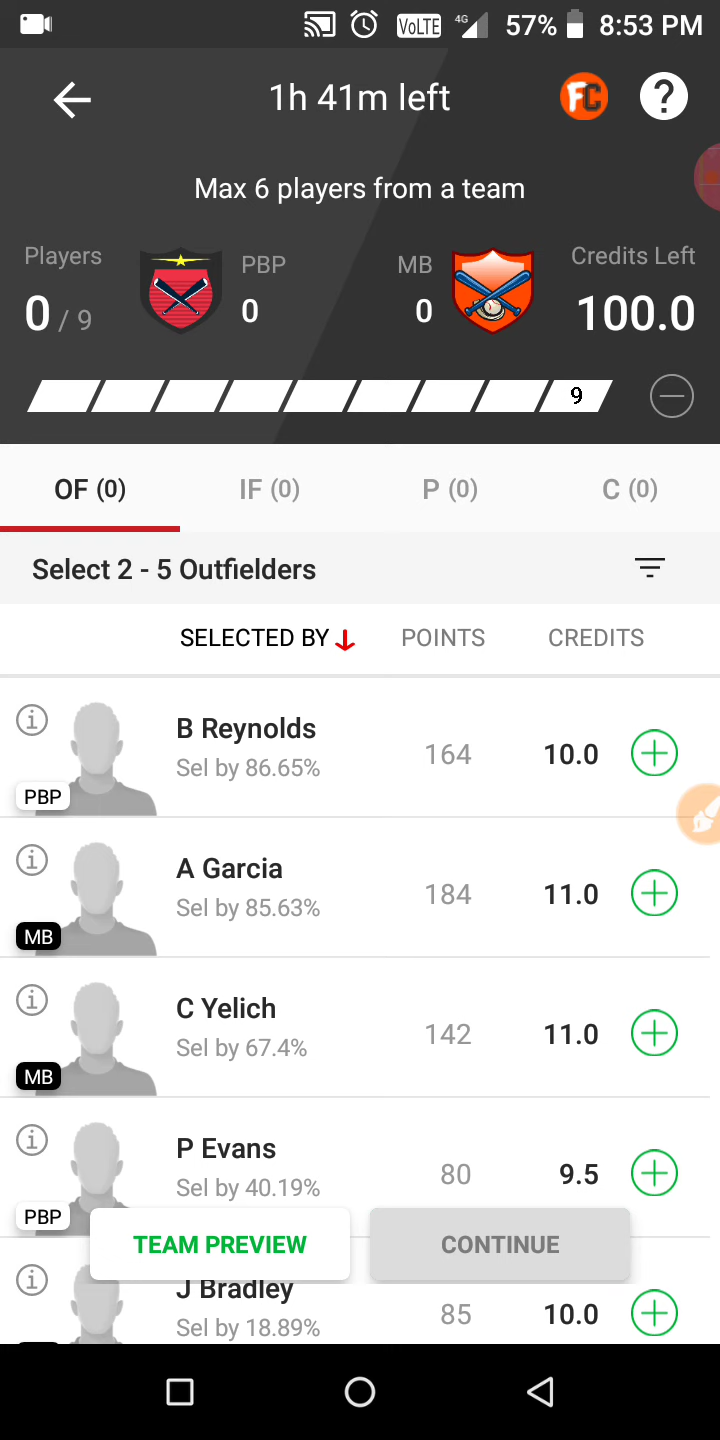 VoLTE 4G 57% 8:53 PM
1h 41m left FC ?
Max 6 players from a team
Players PBP MB Credits Left
0 / 9 0 0 100.0
9
OF (0) IF (0) P (0) C (0)
Select 2 - 5 Outfielders
SELECTED BY POINTS CREDITS
B Reynolds
Sel by 86.65% 164 10.0
PBP
A Garcia
Sel by 85.63% 184 11.0
MB
C Yelich
Sel by 67.4% 142 11.0
MB
P Evans
Sel by 40.19% 80 9.5
PBP
TEAM PREVIEW CONTINUE
J Bradley
Sel by 18.89% 85 10.0